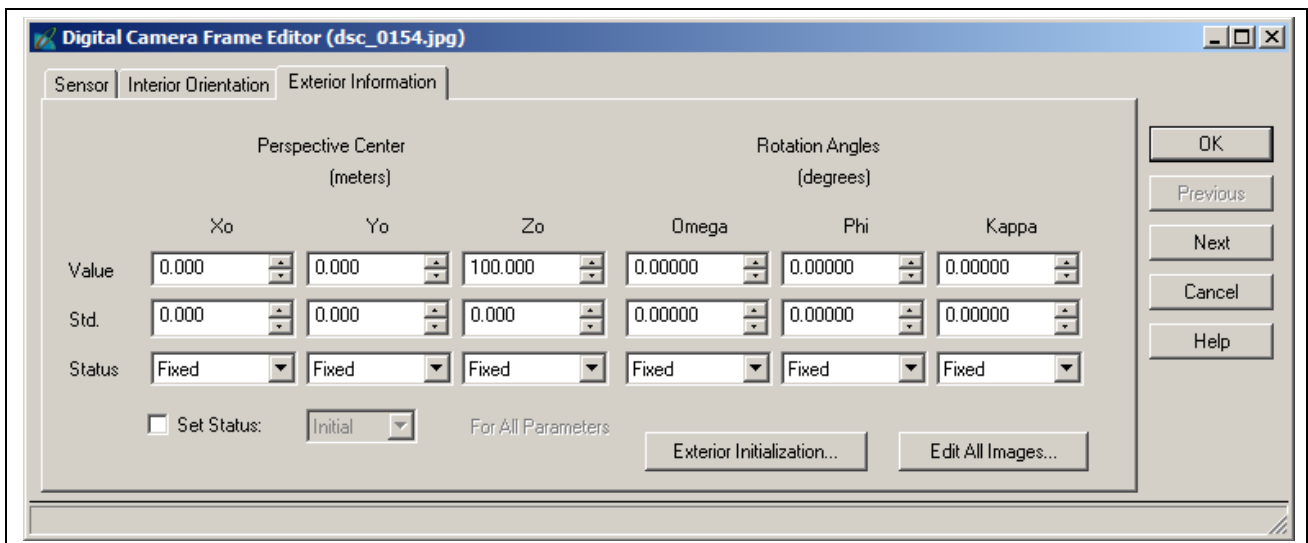 Digital Camera Frame Editor (dsc_0154.jpg)
Sensor Interior Orientation Exterior Information
Perspective Center Rotation Angles
(meters) (degrees)
Xo Yo Zo Omega Phi Kappa
Value 0.000 0.000 100.000 0.00000 0.00000 0.00000
Std. 0.000 0.000 0.000 0.00000 0.00000 0.00000
Status Fixed Fixed Fixed Fixed Fixed Fixed
Set Status: Initial For All Parameters
Exterior Initialization... Edit All Images...
OK
Previous
Next
Cancel
Help